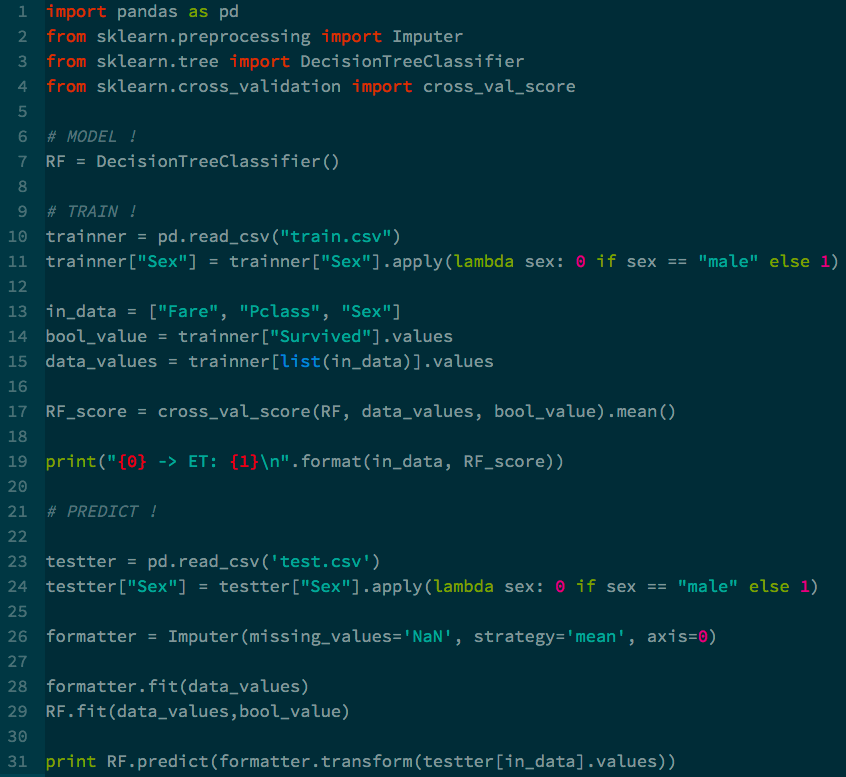 1 import pandas as pd
2 from sklearn.preprocessing import Imputer
3 from sklearn.tree import DecisionTreeClassifier
4 from sklearn.cross_validation import cross_val_score
5
6 # MODEL !
7 RF = DecisionTreeClassifier()
8
9 # TRAIN !
10 trainner = pd.read_csv("train.csv")
11 trainner["Sex"] = trainner["Sex"].apply(lambda sex: 0 if sex == "male" else 1)
12
13 in_data = ["Fare", "Pclass", "Sex"]
14 bool_value = trainner["Survived"].values
15 data_values = trainner[list(in_data)].values
16
17 RF_score = cross_val_score(RF, data_values, bool_value).mean()
18
19 print("{0} -> ET: {1}\n".format(in_data, RF_score))
20
21 # PREDICT !
22
23 testter = pd.read_csv('test.csv')
24 testter["Sex"] = testter["Sex"].apply(lambda sex: 0 if sex == "male" else 1)
25
26 formatter = Imputer(missing_values='NaN', strategy='mean', axis=0)
27
28 formatter.fit(data_values)
29 RF.fit(data_values,bool_value)
30
31 print RF.predict(formatter.transform(testter[in_data].values))